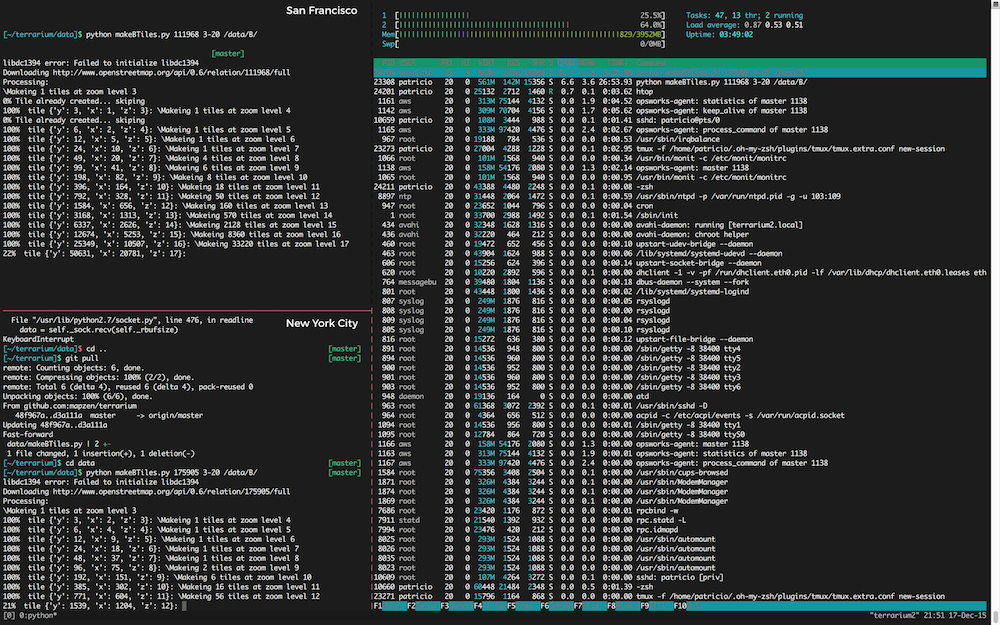 San Francisco
[~/terrarium/data]$ python makeBTiles.py 111968 3-20 /data/B/
[master]
libdc1394 error: Failed to initialize libdc1394
Downloading http://www.openstreetmap.org/api/0.6/relation/111968/full
Processing:
\Makeing 1 tiles at zoom level 3
0% Tile already created... skiping
100%  tile {'y': 3, 'x': 1, 'z': 3}: \Makeing 1 tiles at zoom level 4
0% Tile already created... skiping
100%  tile {'y': 6, 'x': 2, 'z': 4}: \Makeing 1 tiles at zoom level 5
100%  tile {'y': 12, 'x': 5, 'z': 5}: \Makeing 1 tiles at zoom level 6
100%  tile {'y': 24, 'x': 10, 'z': 6}: \Makeing 1 tiles at zoom level 7
100%  tile {'y': 49, 'x': 20, 'z': 7}: \Makeing 4 tiles at zoom level 8
100%  tile {'y': 99, 'x': 41, 'z': 8}: \Makeing 6 tiles at zoom level 9
100%  tile {'y': 198, 'x': 82, 'z': 9}: \Makeing 8 tiles at zoom level 10
100%  tile {'y': 396, 'x': 164, 'z': 10}: \Makeing 18 tiles at zoom level 11
100%  tile {'y': 792, 'x': 328, 'z': 11}: \Makeing 50 tiles at zoom level 12
100%  tile {'y': 1584, 'x': 656, 'z': 12}: \Makeing 160 tiles at zoom level 13
100%  tile {'y': 3168, 'x': 1313, 'z': 13}: \Makeing 570 tiles at zoom level 14
100%  tile {'y': 6337, 'x': 2626, 'z': 14}: \Makeing 2128 tiles at zoom level 15
100%  tile {'y': 12674, 'x': 5253, 'z': 15}: \Makeing 8360 tiles at zoom level 16
100%  tile {'y': 25349, 'x': 10507, 'z': 16}: \Makeing 33220 tiles at zoom level 17
22%  tile {'y': 50631, 'x': 20781, 'z': 17}:
File "/usr/lib/python2.7/socket.py", line 476, in readline
data = self._sock.recv(self._rbufsize)
New York City
KeyboardInterrupt
[~/terrarium/data]$ cd .. [master]
[~/terrarium]$ git pull [master]
remote: Counting objects: 6, done.
remote: Compressing objects: 100% (2/2), done.
remote: Total 6 (delta 4), reused 6 (delta 4), pack-reused 0
Unpacking objects: 100% (6/6), done.
From github.com:mapzen/terrarium
48f967a..d3a111a  master     -> origin/master
Updating 48f967a..d3a111a
Fast-forward
data/makeBTiles.py | 2 +-
1 file changed, 1 insertion(+), 1 deletion(-)
[~/terrarium]$ cd data [master]
[~/terrarium/data]$ python makeBTiles.py 175905 3-20 /data/B/ [master]
libdc1394 error: Failed to initialize libdc1394
Downloading http://www.openstreetmap.org/api/0.6/relation/175905/full
Processing:
\Makeing 1 tiles at zoom level 3
100%  tile {'y': 3, 'x': 2, 'z': 3}: \Makeing 1 tiles at zoom level 4
100%  tile {'y': 6, 'x': 4, 'z': 4}: \Makeing 1 tiles at zoom level 5
100%  tile {'y': 12, 'x': 9, 'z': 5}: \Makeing 1 tiles at zoom level 6
100%  tile {'y': 24, 'x': 18, 'z': 6}: \Makeing 1 tiles at zoom level 7
100%  tile {'y': 48, 'x': 37, 'z': 7}: \Makeing 1 tiles at zoom level 8
100%  tile {'y': 96, 'x': 75, 'z': 8}: \Makeing 2 tiles at zoom level 9
100%  tile {'y': 192, 'x': 151, 'z': 9}: \Makeing 6 tiles at zoom level 10
100%  tile {'y': 385, 'x': 302, 'z': 10}: \Makeing 16 tiles at zoom level 11
100%  tile {'y': 771, 'x': 604, 'z': 11}: \Makeing 56 tiles at zoom level 12
21%  tile {'y': 1539, 'x': 1204, 'z': 12}:
1 [ 25.5%]
2 [ 64.0%]
Mem[ 829/3952MB]
Swp[ 0/0MB]
Tasks: 47, 13 thr; 2 running
Load average: 0.87 0.53 0.51
Uptime: 03:49:02
23308 patricio 20 0 561M 142M 15356 S 6.6 3.6 26:53.93 python makeBTiles.py 111968 3-20 /data/B/
24201 patricio 20 0 25132 2712 1460 R 0.7 0.1 0:03.62 htop
1161 aws 20 0 313M 75144 4132 S 0.0 1.9 0:04.52 opsworks-agent: statistics of master 1138
1142 aws 20 0 309M 70704 4156 S 0.0 1.7 0:05.62 opsworks-agent: keep_alive of master 1138
10659 patricio 20 0 108M 3444 988 S 0.0 0.1 0:01.41 sshd: patricio@pts/0
1165 aws 20 0 333M 97420 4476 S 0.0 2.4 0:02.67 opsworks-agent: process_command of master 1138
967 root 20 0 19188 784 536 S 0.0 0.0 0:00.53 /usr/sbin/irqbalance
23273 patricio 20 0 27004 4288 1228 S 0.0 0.1 0:02.95 tmux -f /home/patricio/.oh-my-zsh/plugins/tmux/tmux.extra.conf new-session
1066 root 20 0 101M 1568 940 S 0.0 0.0 0:00.34 /usr/bin/monit -c /etc/monit/monitrc
1138 aws 20 0 158M 54176 2080 S 0.0 1.3 0:02.14 opsworks-agent: master 1138
1065 root 20 0 101M 1568 940 S 0.0 0.0 0:00.95 /usr/bin/monit -c /etc/monit/monitrc
24211 patricio 20 0 43388 4480 2248 S 0.0 0.1 0:00.08 -zsh
8897 ntp 20 0 31448 2064 1472 S 0.0 0.1 0:00.59 /usr/sbin/ntpd -p /var/run/ntpd.pid -g -u 103:109
947 root 20 0 23652 1044 796 S 0.0 0.0 0:00.04 cron
1 root 20 0 33700 2988 1492 S 0.0 0.1 0:01.54 /sbin/init
434 avahi 20 0 32348 1628 1316 S 0.0 0.0 0:00.02 avahi-daemon: running [terrarium2.local]
436 avahi 20 0 32220 464 212 S 0.0 0.0 0:00.00 avahi-daemon: chroot helper
460 root 20 0 19472 652 456 S 0.0 0.0 0:00.10 upstart-udev-bridge --daemon
463 root 20 0 43904 1624 988 S 0.0 0.0 0:00.06 /lib/systemd/systemd-udevd --daemon
606 root 20 0 15256 624 396 S 0.0 0.0 0:00.14 upstart-socket-bridge --daemon
620 root 20 0 10220 2892 596 S 0.0 0.1 0:00.03 dhclient -1 -v -pf /run/dhclient.eth0.pid -lf /var/lib/dhcp/dhclient.eth0.leases eth
764 messagebu 20 0 39480 1804 1136 S 0.0 0.0 0:00.18 dbus-daemon --system --fork
801 root 20 0 43448 1800 1436 S 0.0 0.0 0:00.02 /lib/systemd/systemd-logind
807 syslog 20 0 249M 1876 816 S 0.0 0.0 0:00.05 rsyslogd
808 syslog 20 0 249M 1876 816 S 0.0 0.0 0:00.04 rsyslogd
809 syslog 20 0 249M 1876 816 S 0.0 0.0 0:00.04 rsyslogd
805 syslog 20 0 249M 1876 816 S 0.0 0.0 0:00.10 rsyslogd
816 root 20 0 15272 636 380 S 0.0 0.0 0:00.12 upstart-file-bridge --daemon
891 root 20 0 14536 948 800 S 0.0 0.0 0:00.00 /sbin/getty -8 38400 tty4
894 root 20 0 14536 960 800 S 0.0 0.0 0:00.00 /sbin/getty -8 38400 tty5
900 root 20 0 14536 952 800 S 0.0 0.0 0:00.00 /sbin/getty -8 38400 tty2
901 root 20 0 14536 960 800 S 0.0 0.0 0:00.00 /sbin/getty -8 38400 tty3
903 root 20 0 14536 952 800 S 0.0 0.0 0:00.00 /sbin/getty -8 38400 tty6
948 daemon 20 0 19136 164 0 S 0.0 0.0 0:00.00 atd
963 root 20 0 61368 3072 2392 S 0.0 0.1 0:00.01 /usr/sbin/sshd -D
964 root 20 0 4364 656 512 S 0.0 0.0 0:00.00 acpid -c /etc/acpi/events -s /var/run/acpid.socket
1094 root 20 0 14536 956 800 S 0.0 0.0 0:00.01 /sbin/getty -8 38400 tty1
1095 root 20 0 12784 864 720 S 0.0 0.0 0:00.00 /sbin/getty -8 38400 ttyS0
1166 aws 20 0 158M 54176 2080 S 0.0 1.3 0:00.00 opsworks-agent: master 1138
1163 aws 20 0 313M 75144 4132 S 0.0 1.9 0:00.01 opsworks-agent: statistics of master 1138
1167 aws 20 0 333M 97420 4476 S 0.0 2.4 0:00.00 opsworks-agent: process_command of master 1138
1584 root 20 0 75356 3408 2504 S 0.0 0.1 0:00.00 /usr/sbin/cups-browsed
1871 root 20 0 326M 4384 3244 S 0.0 0.1 0:00.00 /usr/sbin/ModemManager
1874 root 20 0 326M 4384 3244 S 0.0 0.1 0:00.00 /usr/sbin/ModemManager
1869 root 20 0 326M 4384 3244 S 0.0 0.1 0:00.01 /usr/sbin/ModemManager
7686 root 20 0 23420 1176 872 S 0.0 0.0 0:00.01 rpcbind -w
7911 statd 20 0 21540 1392 932 S 0.0 0.0 0:00.00 rpc.statd -L
7994 root 20 0 23476 420 212 S 0.0 0.0 0:00.00 rpc.idmapd
8025 root 20 0 293M 1524 1088 S 0.0 0.0 0:00.00 /usr/sbin/automount
8026 root 20 0 293M 1524 1088 S 0.0 0.0 0:00.00 /usr/sbin/automount
8035 root 20 0 293M 1524 1088 S 0.0 0.0 0:00.00 /usr/sbin/automount
8023 root 20 0 293M 1524 1088 S 0.0 0.0 0:00.00 /usr/sbin/automount
10609 root 20 0 107M 4264 3272 S 0.0 0.1 0:00.00 sshd: patricio [priv]
10660 patricio 20 0 60448 21484 2348 S 0.0 0.5 0:01.39 -zsh
23271 patricio 20 0 15796 1164 868 S 0.0 0.0 0:00.00 tmux -f /home/patricio/.oh-my-zsh/plugins/tmux/tmux.extra.conf new-session
F1 F2 F3 F4 F5 F6 F7 F8 F9 F10
[0] 0:python* "terrarium2" 21:51 17-Dec-15